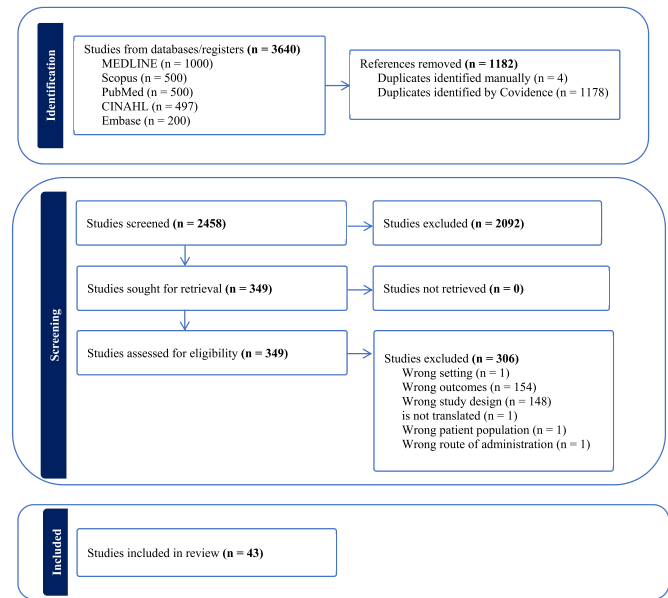 Identification
Studies from databases/registers (n = 3640)
MEDLINE (n = 1000)
Scopus (n = 500)
PubMed (n = 500)
CINAHL (n = 497)
Embase (n = 200)
References removed (n = 1182)
Duplicates identified manually (n = 4)
Duplicates identified by Covidence (n = 1178)
Screening
Studies screened (n = 2458)
Studies excluded (n = 2092)
Studies sought for retrieval (n = 349)
Studies not retrieved (n = 0)
Studies assessed for eligibility (n = 349)
Studies excluded (n = 306)
Wrong setting (n = 1)
Wrong outcomes (n = 154)
Wrong study design (n = 148)
is not translated (n = 1)
Wrong patient population (n = 1)
Wrong route of administration (n = 1)
Included
Studies included in review (n = 43)